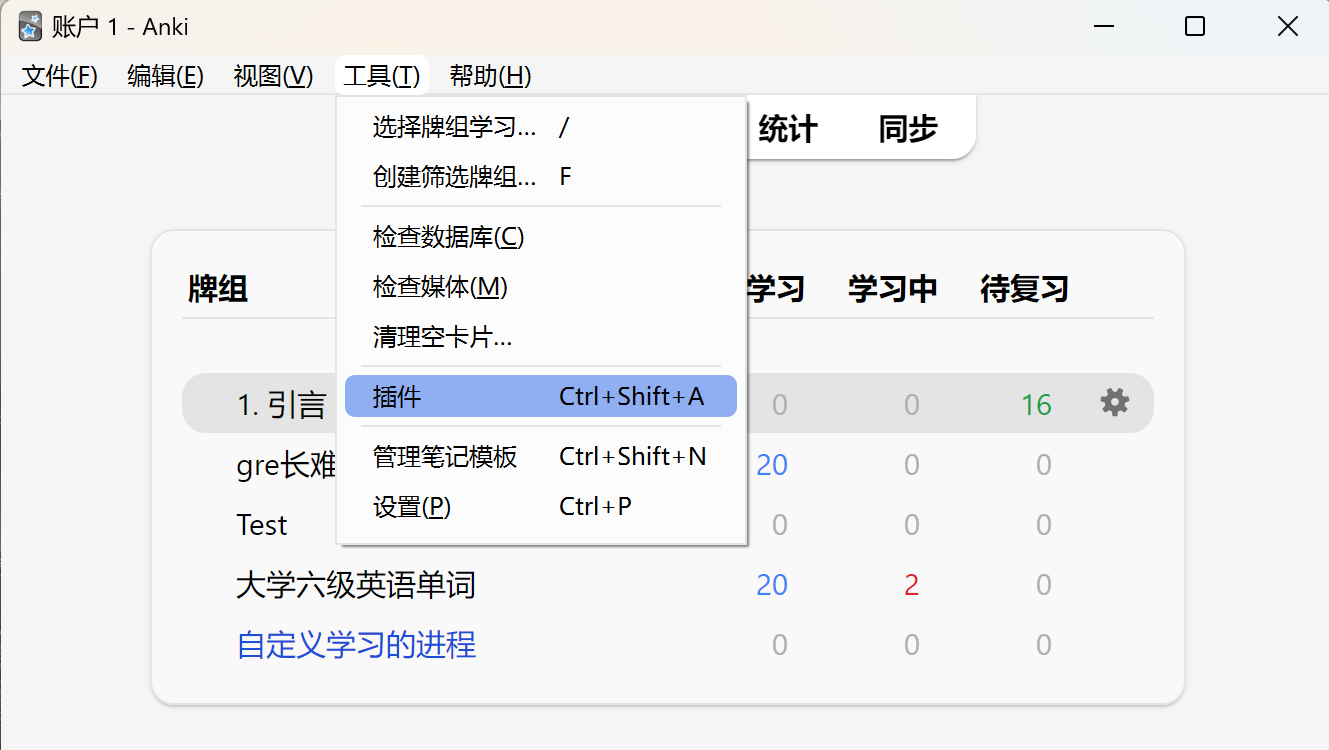 账户 1 - Anki
文件(F) 编辑(E) 视图(V) 工具(T) 帮助(H)
选择牌组学习... /
创建筛选牌组... F
检查数据库(C)
检查媒体(M)
清理空卡片...
插件 Ctrl+Shift+A
管理笔记模板 Ctrl+Shift+N
设置(P) Ctrl+P
统计 同步
牌组 学习 学习中 待复习
1. 引言 0 0 16
gre长难 20 0 0
Test 0 0 0
大学六级英语单词 20 2 0
自定义学习的进程 0 0 0